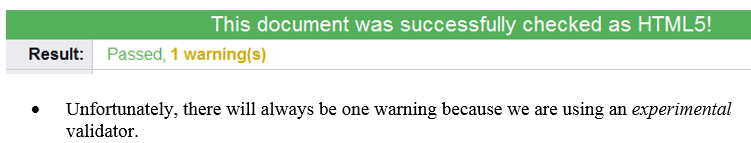 This document was successfully checked as HTML5!
Result: Passed, 1 warning(s)
• Unfortunately, there will always be one warning because we are using an experimental
validator.